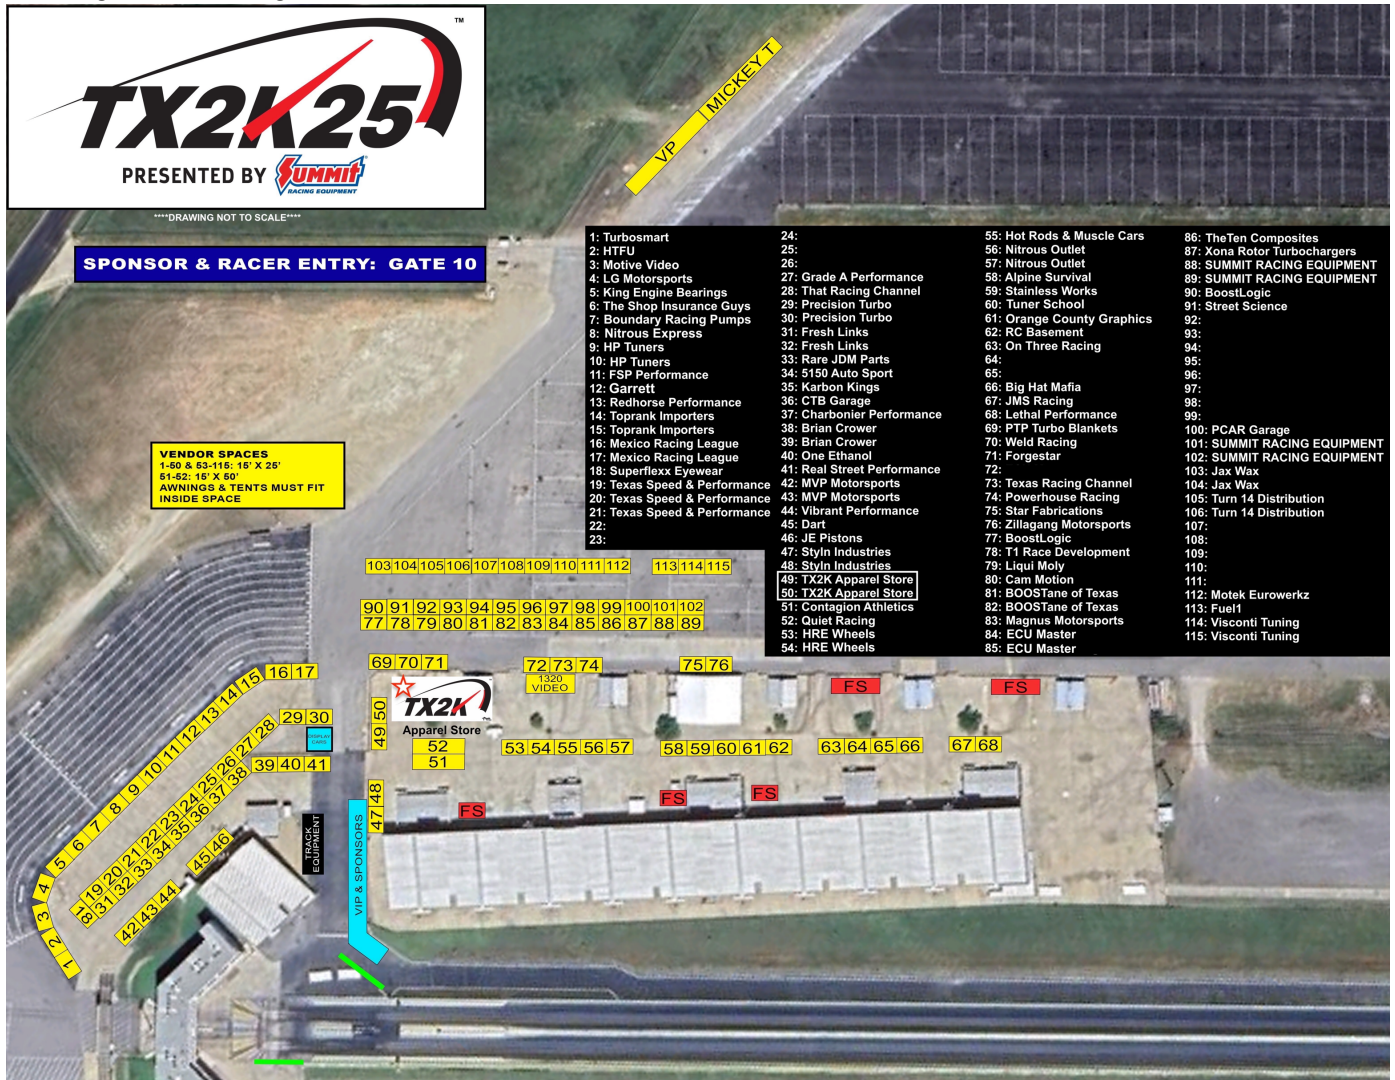 TX2K25 ™
PRESENTED BY SUMMIT RACING EQUIPMENT
****DRAWING NOT TO SCALE****
SPONSOR & RACER ENTRY: GATE 10
VP
MICKEY T
1: Turbosmart
2: HTFU
3: Motive Video
4: LG Motorsports
5: King Engine Bearings
6: The Shop Insurance Guys
7: Boundary Racing Pumps
8: Nitrous Express
9: HP Tuners
10: HP Tuners
11: FSP Performance
12: Garrett
13: Redhorse Performance
14: Toprank Importers
15: Toprank Importers
16: Mexico Racing League
17: Mexico Racing League
18: Superflexx Eyewear
19: Texas Speed & Performance
20: Texas Speed & Performance
21: Texas Speed & Performance
22:
23:
24:
25:
26:
27: Grade A Performance
28: That Racing Channel
29: Precision Turbo
30: Precision Turbo
31: Fresh Links
32: Fresh Links
33: Rare JDM Parts
34: 5150 Auto Sport
35: Karbon Kings
36: CTB Garage
37: Charbonier Performance
38: Brian Crower
39: Brian Crower
40: One Ethanol
41: Real Street Performance
42: MVP Motorsports
43: MVP Motorsports
44: Vibrant Performance
45: Dart
46: JE Pistons
47: Styln Industries
48: Styln Industries
49: TX2K Apparel Store
50: TX2K Apparel Store
51: Contagion Athletics
52: Quiet Racing
53: HRE Wheels
54: HRE Wheels
55: Hot Rods & Muscle Cars
56: Nitrous Outlet
57: Nitrous Outlet
58: Alpine Survival
59: Stainless Works
60: Tuner School
61: Orange County Graphics
62: RC Basement
63: On Three Racing
64:
65:
66: Big Hat Mafia
67: JMS Racing
68: Lethal Performance
69: PTP Turbo Blankets
70: Weld Racing
71: Forgestar
72:
73: Texas Racing Channel
74: Powerhouse Racing
75: Star Fabrications
76: Zillagang Motorsports
77: BoostLogic
78: T1 Race Development
79: Liqui Moly
80: Cam Motion
81: BOOSTane of Texas
82: BOOSTane of Texas
83: Magnus Motorsports
84: ECU Master
85: ECU Master
86: TheTen Composites
87: Xona Rotor Turbochargers
88: SUMMIT RACING EQUIPMENT
89: SUMMIT RACING EQUIPMENT
90: BoostLogic
91: Street Science
92:
93:
94:
95:
96:
97:
98:
99:
100: PCAR Garage
101: SUMMIT RACING EQUIPMENT
102: SUMMIT RACING EQUIPMENT
103: Jax Wax
104: Jax Wax
105: Turn 14 Distribution
106: Turn 14 Distribution
107:
108:
109:
110:
111:
112: Motek Eurowerkz
113: Fuel1
114: Visconti Tuning
115: Visconti Tuning
VENDOR SPACES
1-50 & 53-115: 15' X 25'
51-52: 15' X 50'
AWNINGS & TENTS MUST FIT
INSIDE SPACE
103 104 105 106 107 108 109 110 111 112 113 114 115
90 91 92 93 94 95 96 97 98 99 100 101 102
77 78 79 80 81 82 83 84 85 86 87 88 89
69 70 71 72 73 74 75 76
1320
VIDEO
FS FS
TX2K
Apparel Store
49 50
52
51
53 54 55 56 57 58 59 60 61 62 63 64 65 66 67 68
47 48
FS FS FS
1 2 3 4 5 6 7 8 9 10 11 12 13 14 15 16 17
18 19 20 21 22 23 24 25 26 27 28 29 30
DISPLAY
CARS
31 32 33 34 35 36 37 38 39 40 41
42 43 44 45 46
TRACK
EQUIPMENT
VIP & SPONSORS